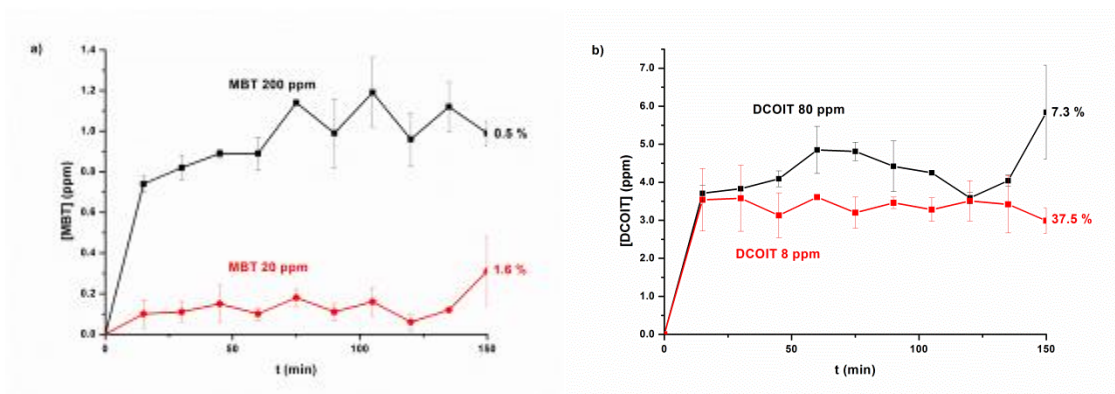 a)
[MBT] (ppm)
1.4
1.2
1.0
0.8
0.6
0.4
0.2
0.0
MBT 200 ppm
0.5 %
MBT 20 ppm
1.6 %
0
50
100
150
t (min)
b)
[DCOIT] (ppm)
7.0
6.0
5.0
4.0
3.0
2.0
1.0
0.0
DCOIT 80 ppm
7.3 %
DCOIT 8 ppm
37.5 %
0
50
100
150
t (min)